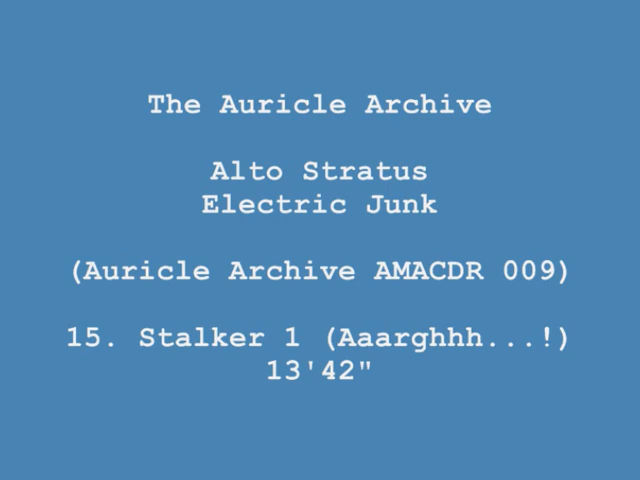 The Auricle Archive
Alto Stratus
Electric Junk
(Auricle Archive AMACDR 009)
15. Stalker 1 (Aaarghhh...!)
13'42"